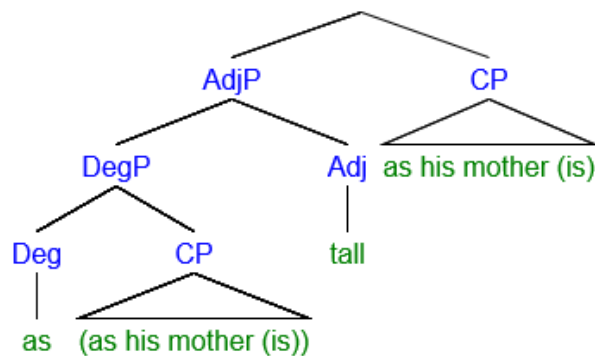 AdjP CP
DegP Adj as his mother (is)
Deg CP tall
as (as his mother (is))